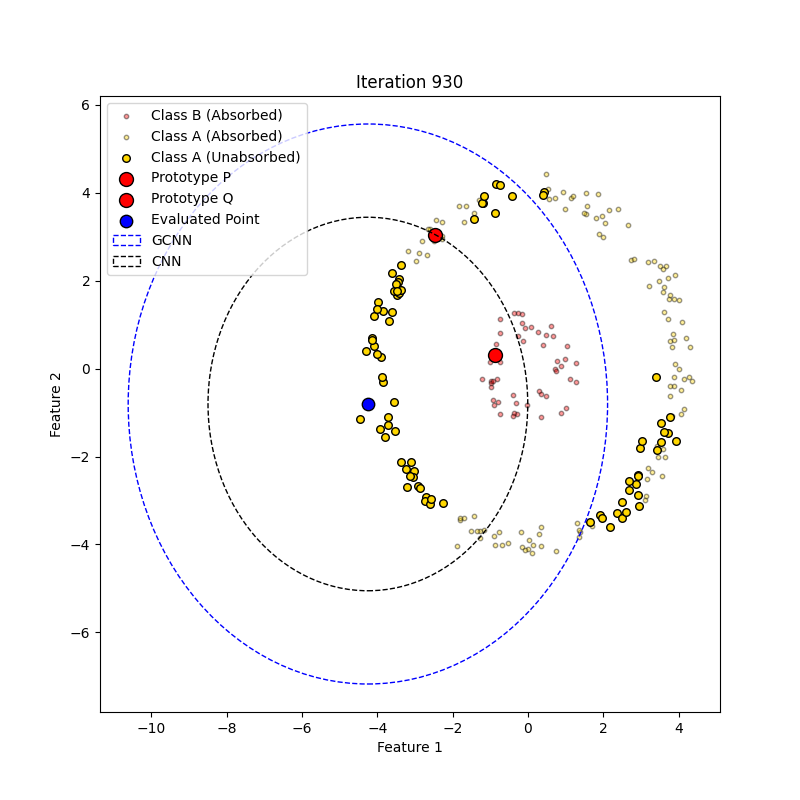 Iteration 930
Class B (Absorbed)
Class A (Absorbed)
Class A (Unabsorbed)
Prototype P
Prototype Q
Evaluated Point
GCNN
CNN
6
4
2
0
−2
−4
−6
Feature 2
−10 −8 −6 −4 −2 0 2 4
Feature 1